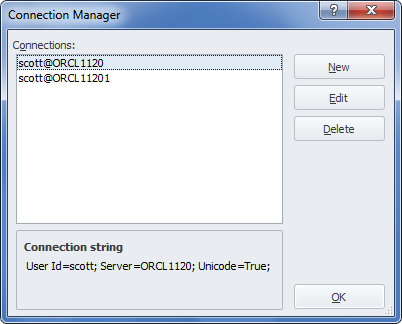 Connection Manager
Connections:
scott@ORCL1120
scott@ORCL11201
New
Edit
Delete
Connection string
User Id=scott; Server=ORCL1120; Unicode=True;
OK